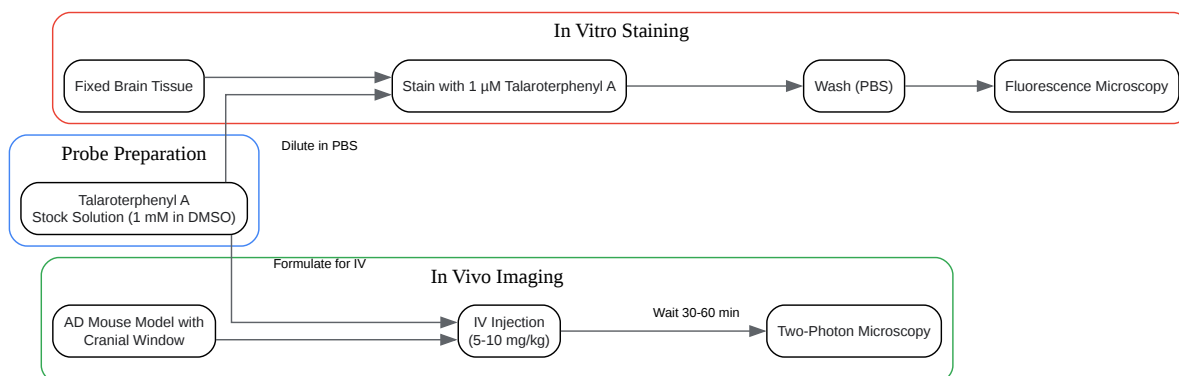 In Vitro Staining
Fixed Brain Tissue
Stain with 1 µM Talaroterphenyl A
Wash (PBS)
Fluorescence Microscopy
Dilute in PBS
Probe Preparation
Talaroterphenyl A
Stock Solution (1 mM in DMSO)
Formulate for IV
In Vivo Imaging
AD Mouse Model with
Cranial Window
IV Injection
(5-10 mg/kg)
Wait 30-60 min
Two-Photon Microscopy